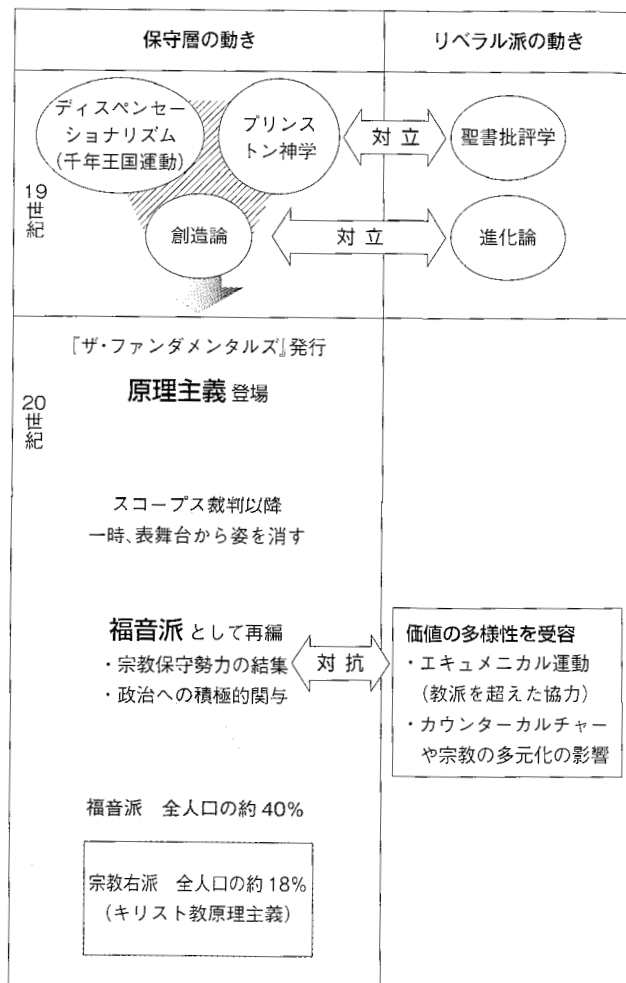 保守層の動き
リベラル派の動き
19世紀
ディスペンセー
ショナリズム
(千年王国運動)
プリンス
トン神学
対 立
聖書批評学
創造論
対 立
進化論
20世紀
『ザ・ファンダメンタルズ』発行
原理主義 登場
スコープス裁判以降
一時、表舞台から姿を消す
福音派 として再編
・宗教保守勢力の結集
・政治への積極的関与
対 抗
価値の多様性を受容
・エキュメニカル運動
(教派を超えた協力)
・カウンターカルチャー
や宗教の多元化の影響
福音派 全人口の約40%
宗教右派 全人口の約18%
(キリスト教原理主義)